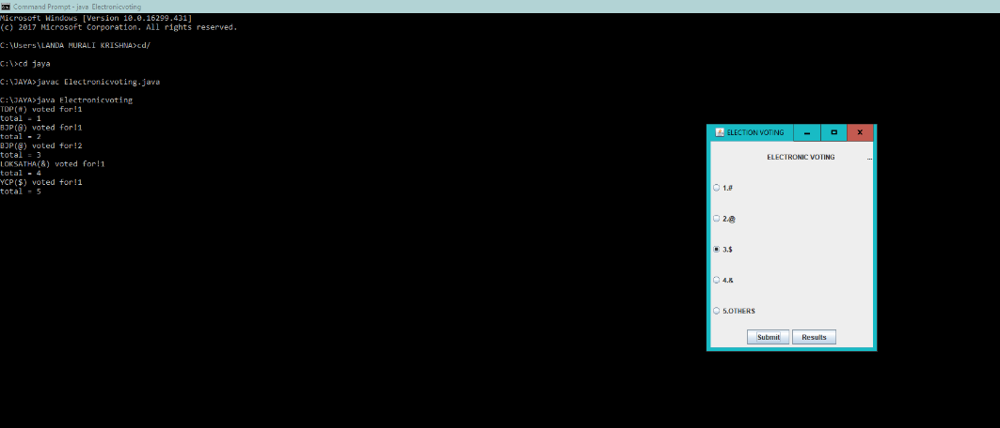 Command Prompt - java Electronicvoting
Microsoft Windows [Version 10.0.16299.431]
(c) 2017 Microsoft Corporation. All rights reserved.
C:\Users\LANDA MURALI KRISHNA>cd/
C:\>cd jaya
C:\JAYA>javac Electronicvoting.java
C:\JAYA>java Electronicvoting
TDP(#) voted for!1
total = 1
BJP(@) voted for!1
total = 2
BJP(@) voted for!2
total = 3
LOKSATHA(&) voted for!1
total = 4
YCP($) voted for!1
total = 5
ELECTION VOTING
ELECTRONIC VOTING ...
1.#
2.@
3.$
4.&
5.OTHERS
Submit Results